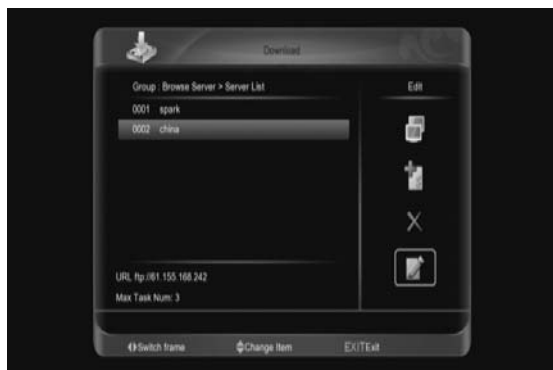 Download
Group : Browse Server > Server List
Edit
0001 spark
0002 china
URL ftp://61.155.168.242
Max Task Num: 3
Switch frame
Change Item
EXIT Exit